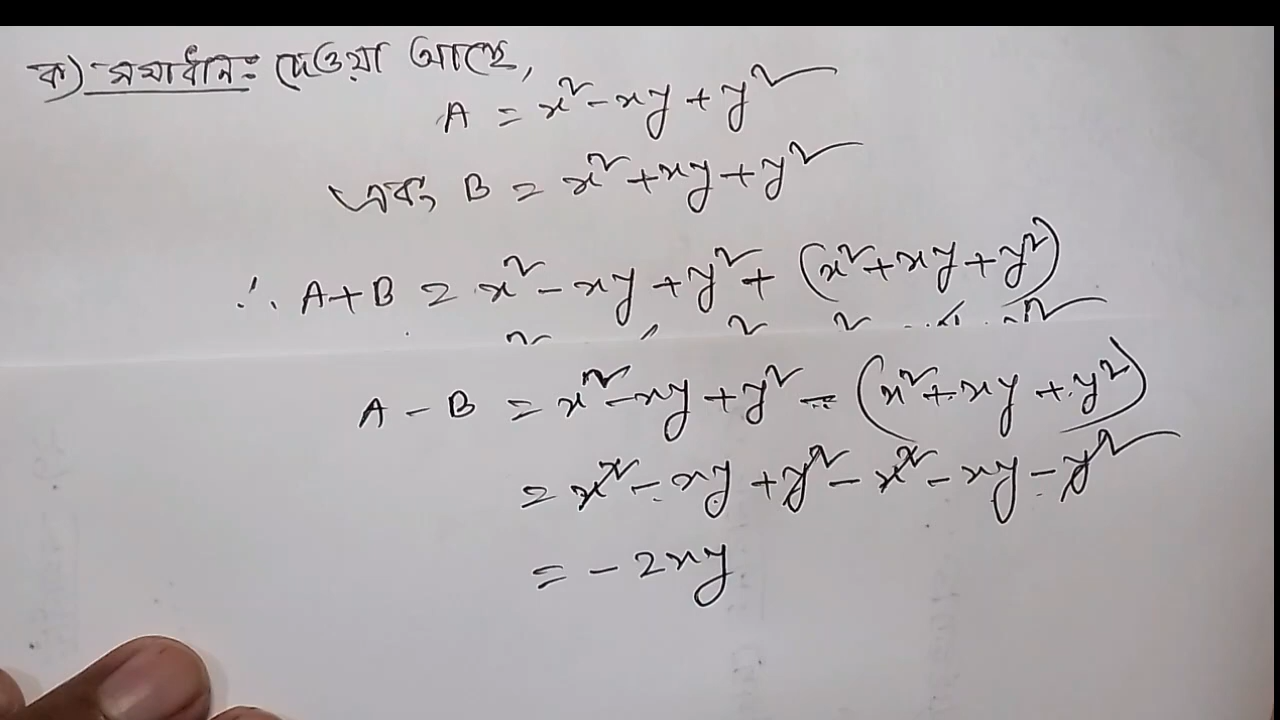 ক) সমাধান: দেওয়া আছে,
A = x² - xy + y²
এবং B = x² + xy + y²
∴ A+B = x² - xy + y² + (x² + xy + y²)
A - B = x² - xy + y² - (x² + xy + y²)
= x² - xy + y² - x² - xy - y²
= - 2xy